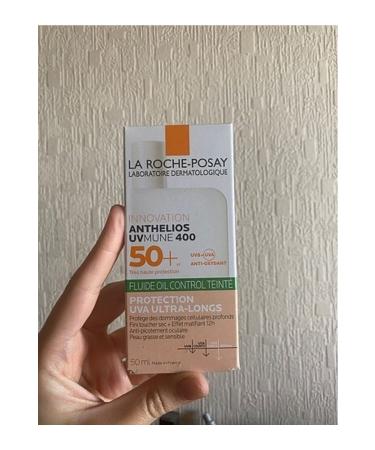 LA ROCHE-POSAY
LABORATOIRE DERMATOLOGIQUE
INNOVATION
ANTHELIOS
UVMUNE 400
50+
Très haute protection
UVB+UVA
ANTI-OXYDANT
FLUIDE OIL CONTROL TEINTÉ
PROTECTION
UVA ULTRA-LONGS
Protège des dommages cellulaires profonds
Fini toucher sec + Effet matifiant 12h
Anti-picotement oculaire
Peau grasse et sensible
50 ml
Made in France